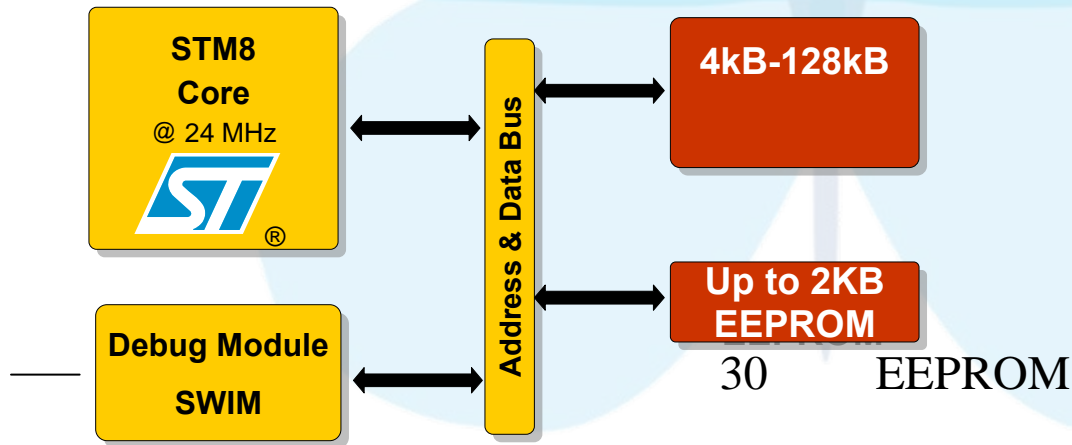 STM8
Core
@ 24 MHz
ST
®
Debug Module
SWIM
Address & Data Bus
4kB-128kB
Up to 2KB
EEPROM
30 EEPROM